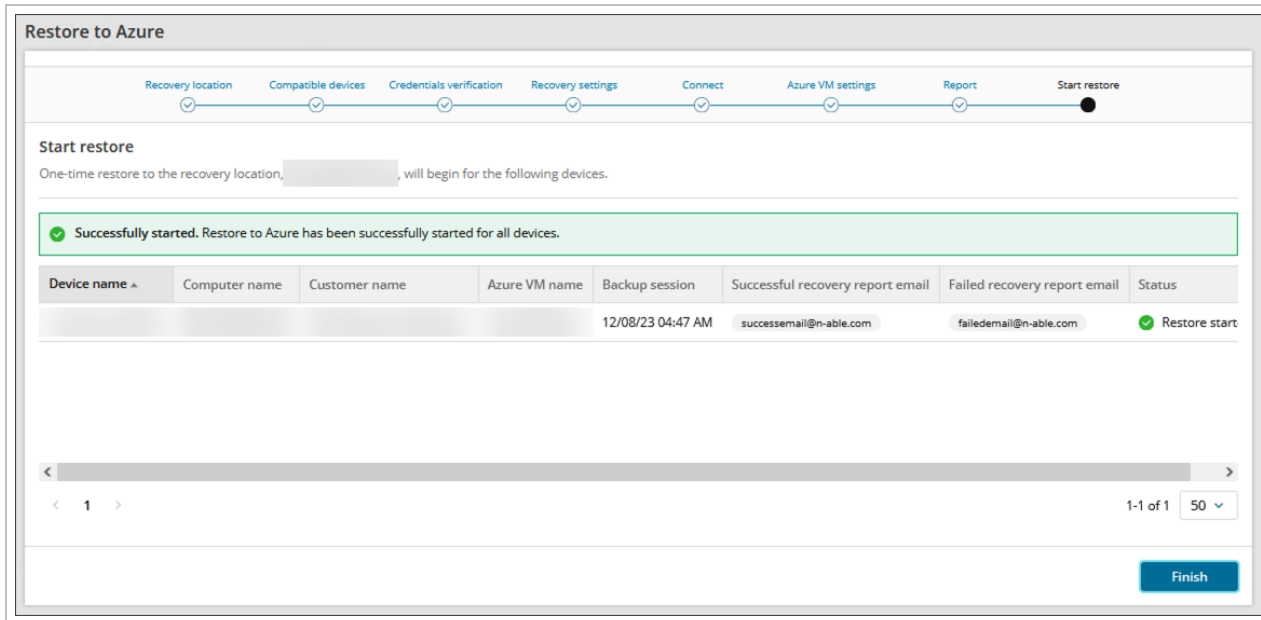 Restore to Azure
Recovery location Compatible devices Credentials verification Recovery settings Connect Azure VM settings Report Start restore
Start restore
One-time restore to the recovery location, , will begin for the following devices.
Successfully started. Restore to Azure has been successfully started for all devices.
Device name Computer name Customer name Azure VM name Backup session Successful recovery report email Failed recovery report email Status
12/08/23 04:47 AM successemail@n-able.com failedemail@n-able.com Restore start
1 1-1 of 1 50
Finish